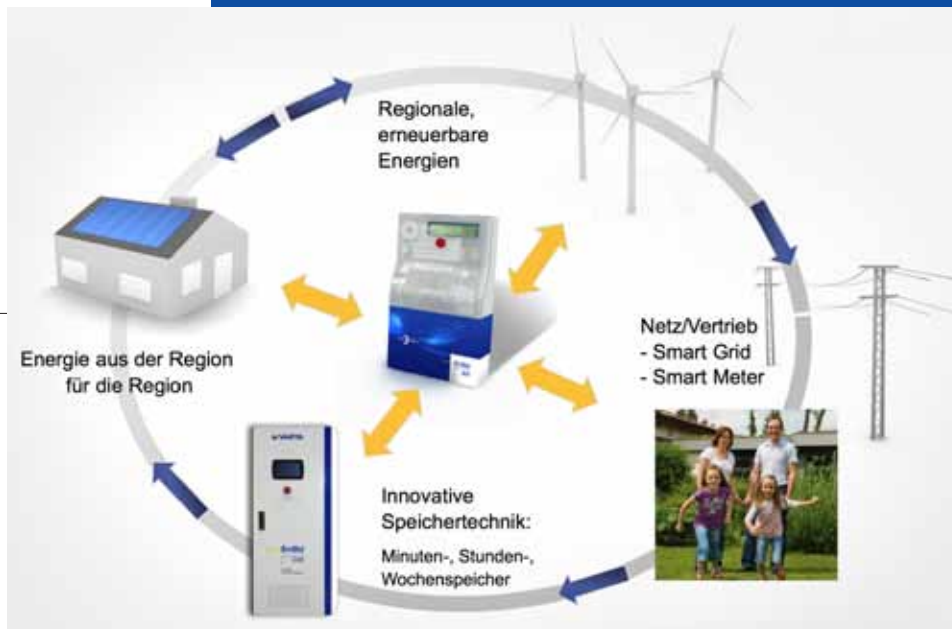 Regionale,
erneuerbare
Energien
Energie aus der Region
für die Region
Netz/Vertrieb
- Smart Grid
- Smart Meter
Innovative
Speichertechnik:
Minuten-, Stunden-,
Wochenspeicher